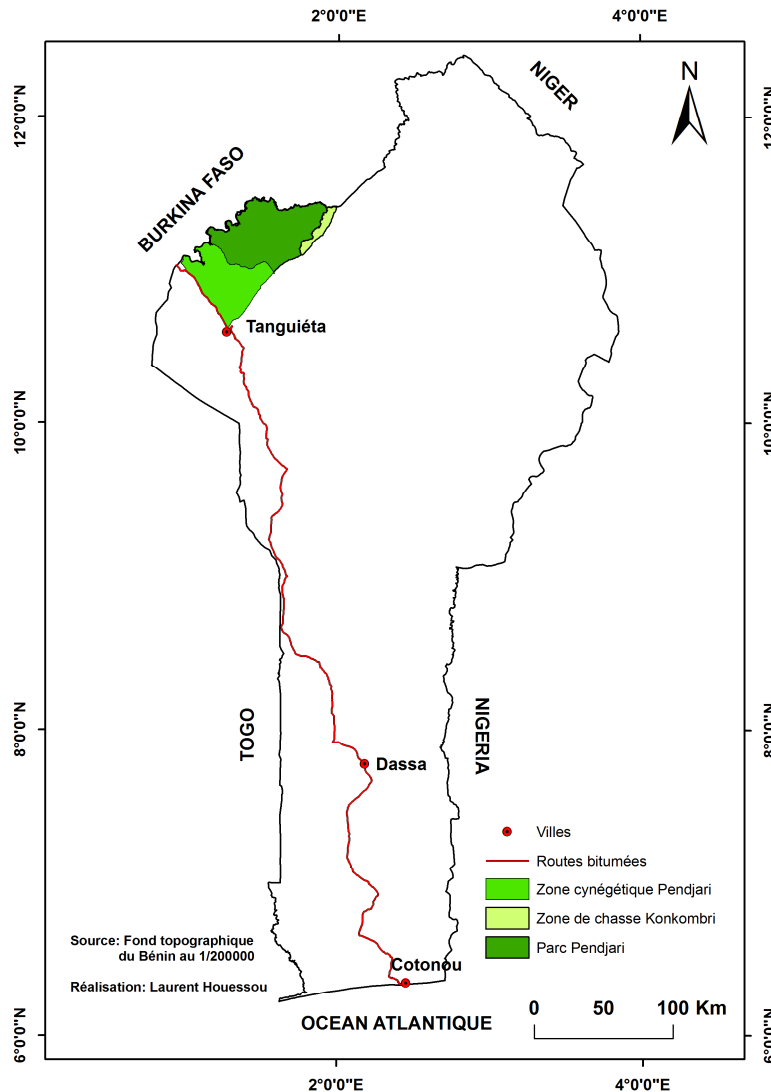 2°0'0"E
4°0'0"E
12°0'0"N
12°0'0"N
NIGER
N
BURKINA FASO
Tanguiéta
10°0'0"N
10°0'0"N
TOGO
NIGERIA
8°0'0"N
8°0'0"N
Dassa
Villes
Routes bitumées
Zone cynégétique Pendjari
Zone de chasse Konkombri
Parc Pendjari
Source: Fond topographique
du Bénin au 1/200000
Réalisation: Laurent Houessou
Cotonou
OCEAN ATLANTIQUE
0 50 100 Km
6°0'0"N
6°0'0"N
2°0'0"E
4°0'0"E